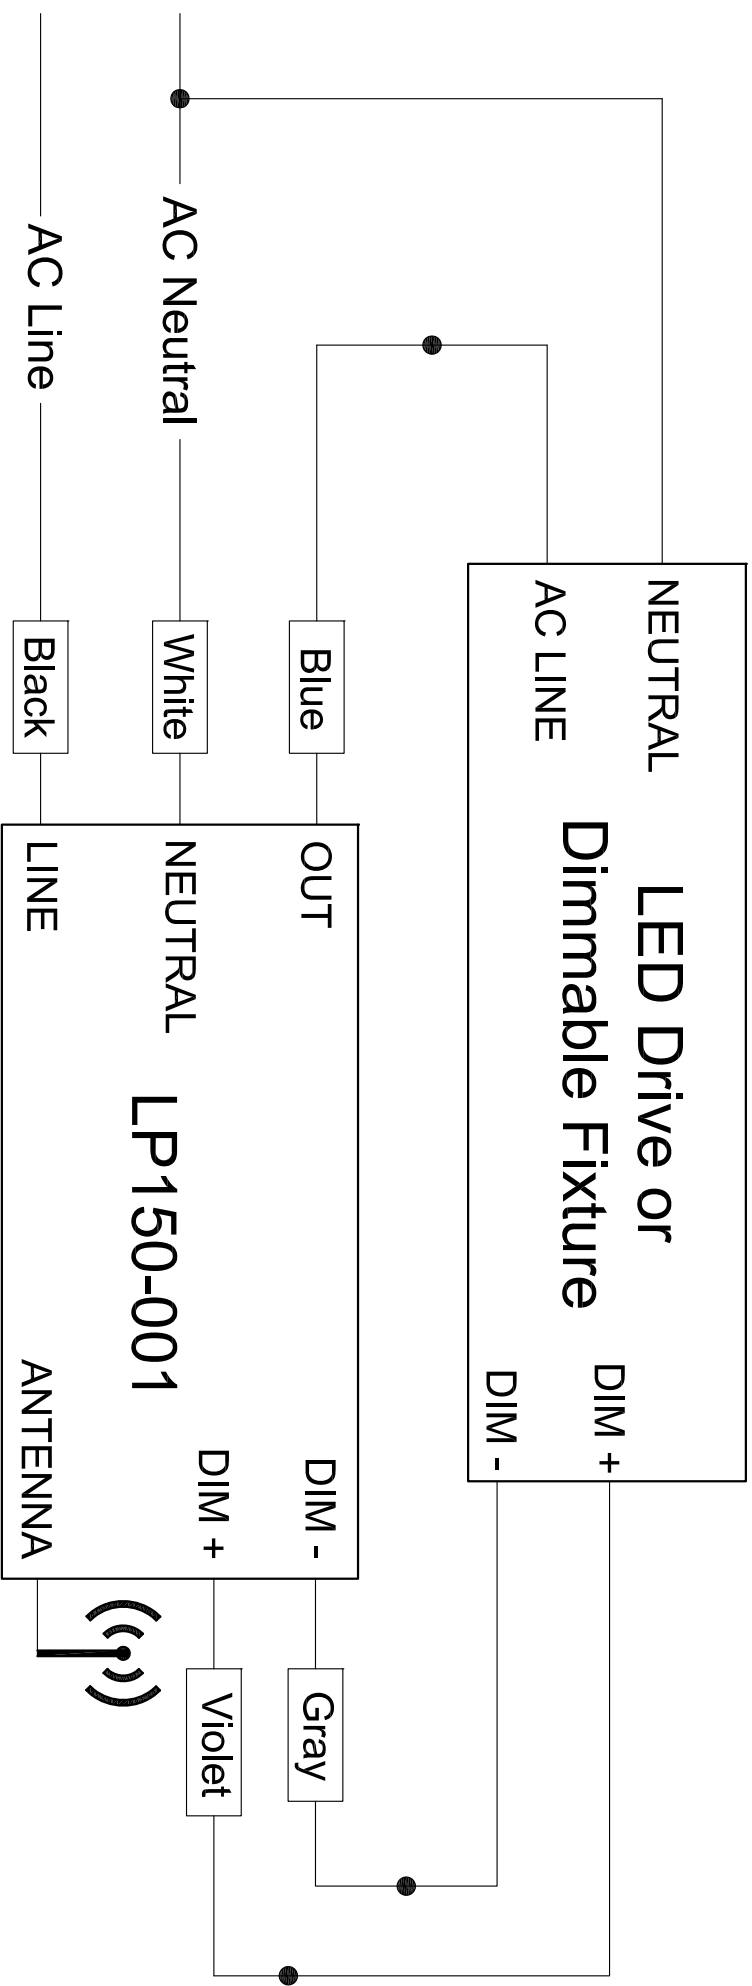 LED Drive or
Dimmable Fixture
NEUTRAL
AC LINE
DIM +
DIM -
AC Neutral
AC Line
Blue
White
Black
OUT
NEUTRAL
LINE
LP150-001
DIM -
DIM +
ANTENNA
Gray
Violet